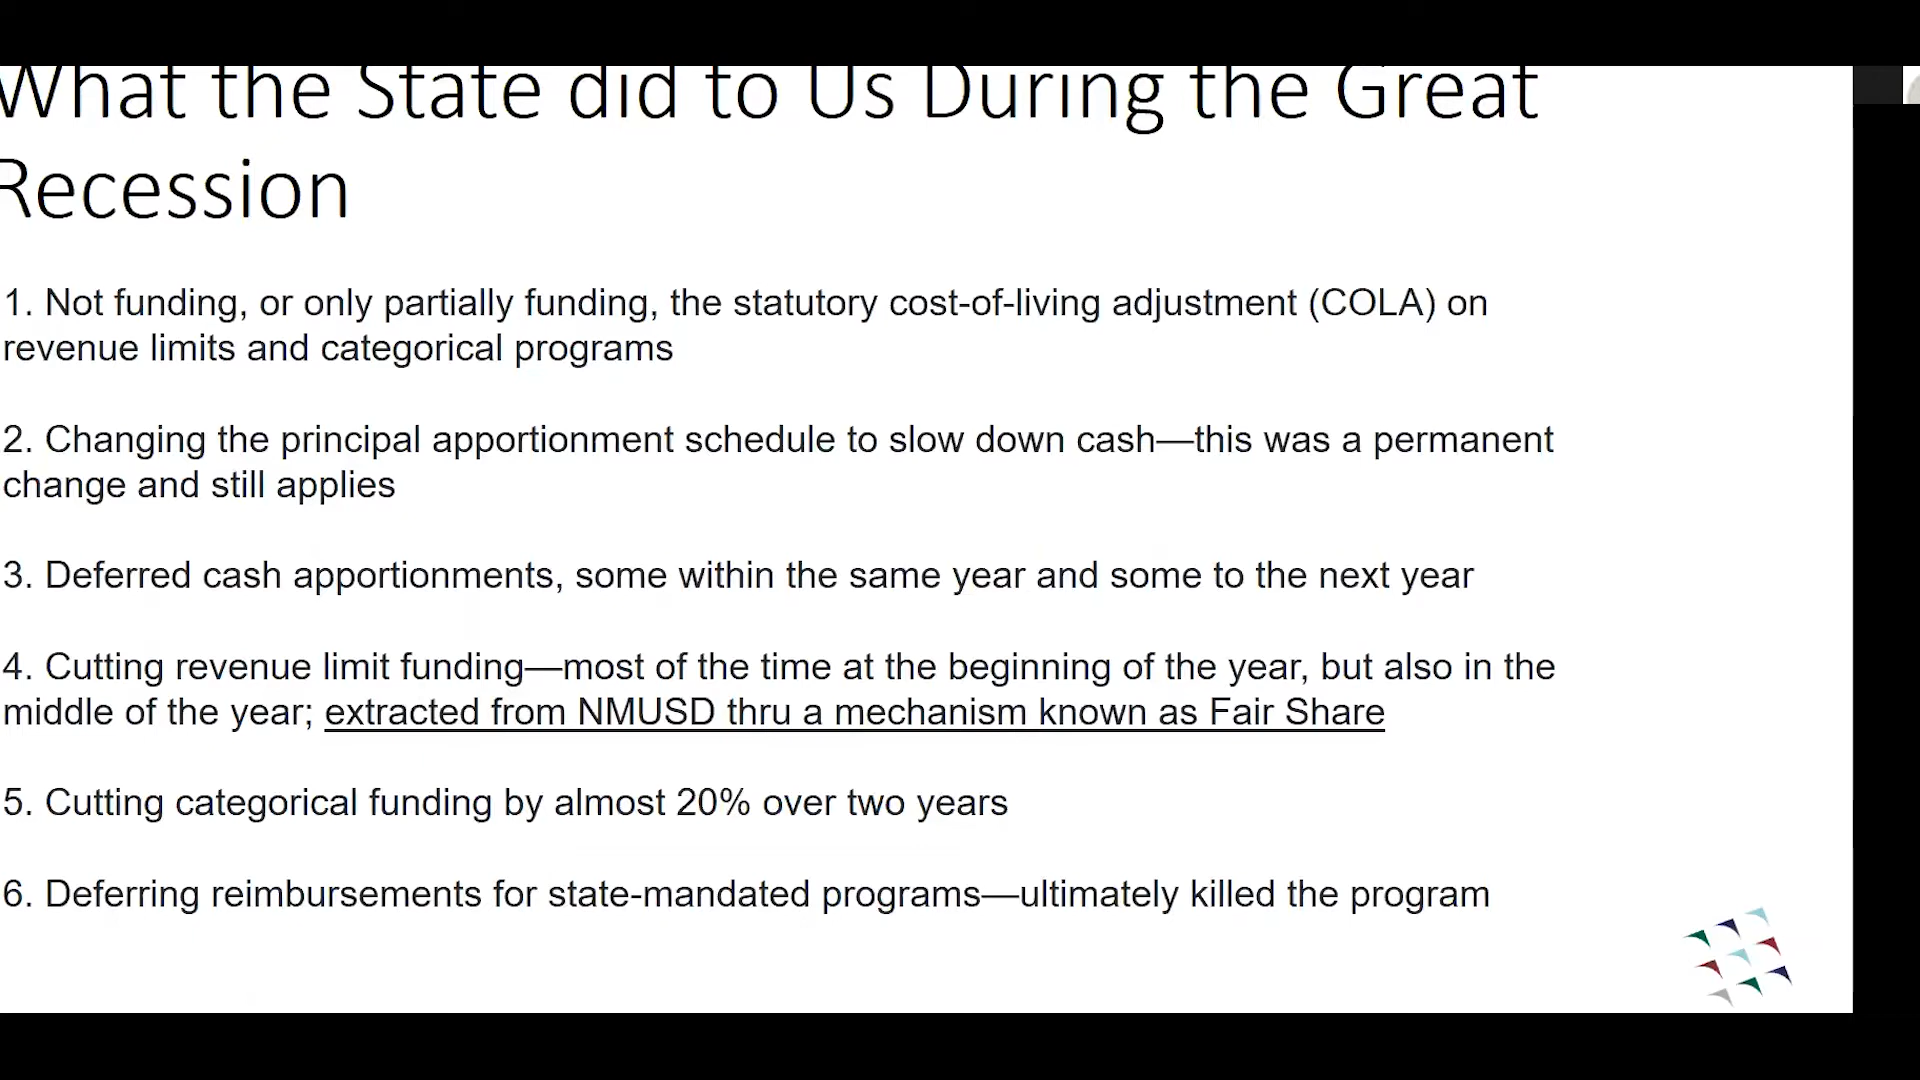 What the State did to Us During the Great
Recession
1. Not funding, or only partially funding, the statutory cost-of-living adjustment (COLA) on
revenue limits and categorical programs
2. Changing the principal apportionment schedule to slow down cash—this was a permanent
change and still applies
3. Deferred cash apportionments, some within the same year and some to the next year
4. Cutting revenue limit funding—most of the time at the beginning of the year, but also in the
middle of the year; extracted from NMUSD thru a mechanism known as Fair Share
5. Cutting categorical funding by almost 20% over two years
6. Deferring reimbursements for state-mandated programs—ultimately killed the program